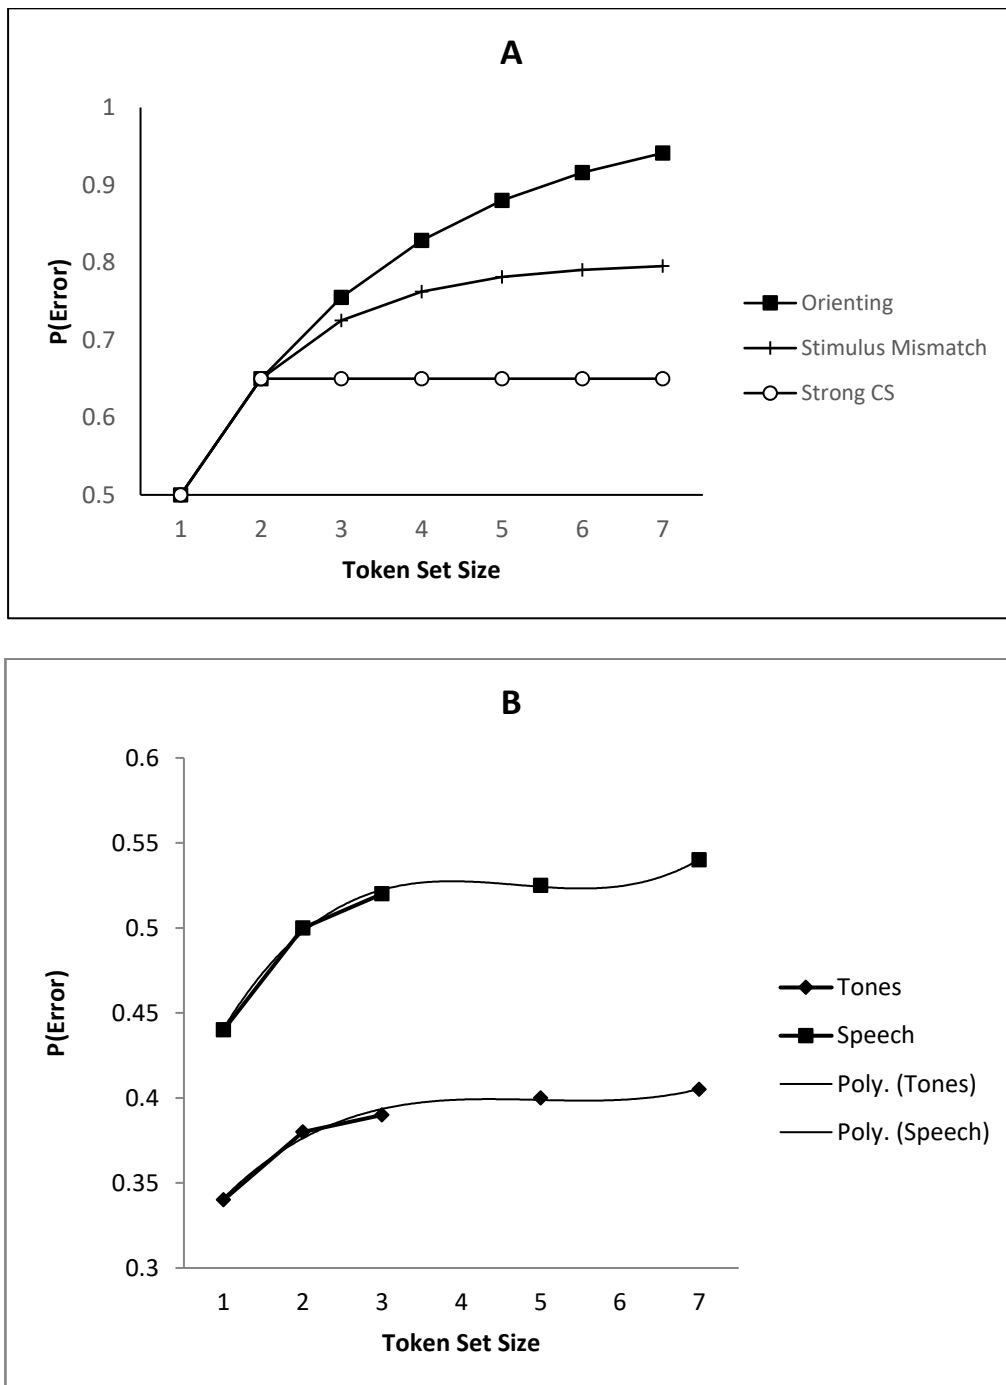 A
1
0.9
0.8
0.7
0.6
0.5
P(Error)
1 2 3 4 5 6 7
Token Set Size
Orienting
Stimulus Mismatch
Strong CS
B
0.6
0.55
0.5
0.45
0.4
0.35
0.3
P(Error)
1 2 3 4 5 6 7
Token Set Size
Tones
Speech
Poly. (Tones)
Poly. (Speech)